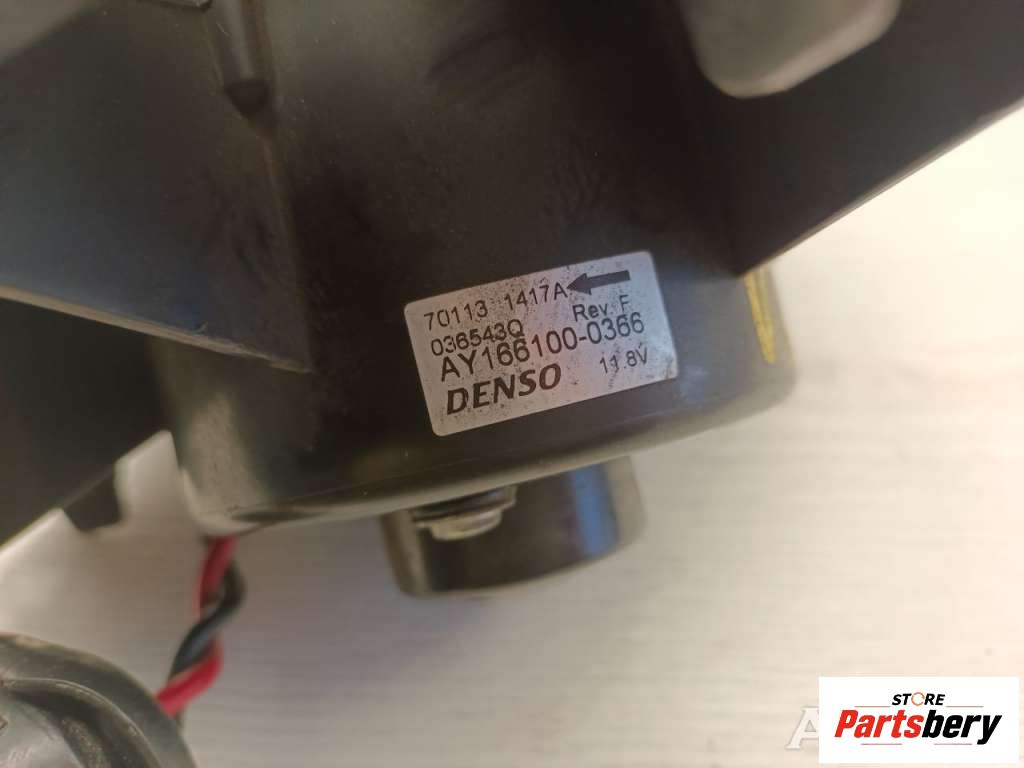 70113 1417A
036543Q Rev. F
AY166100-0366
DENSO 11.8V
STORE
Partsbery